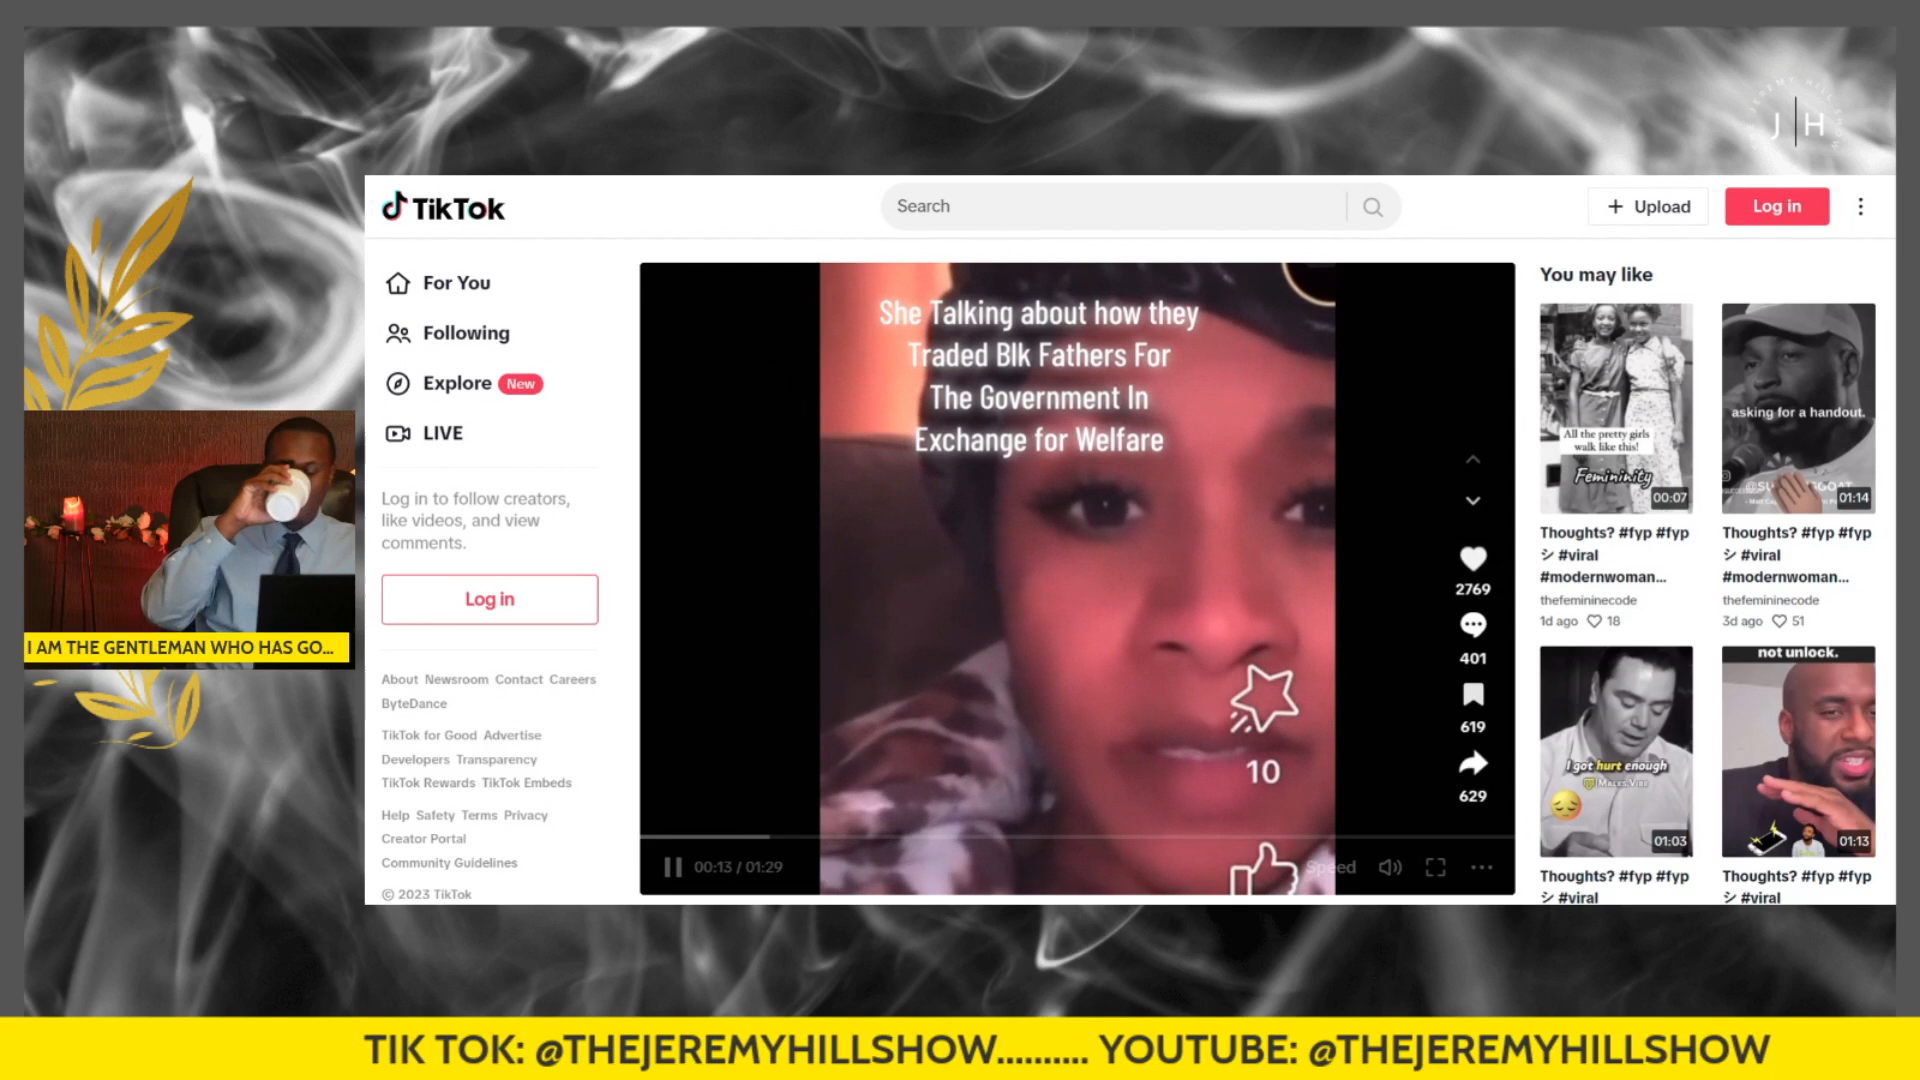 J H
TikTok
Search
Upload
Log in
For You
Following
Explore New
LIVE
Log in to follow creators,
like videos, and view
comments.
Log in
About Newsroom Contact Careers
ByteDance
TikTok for Good Advertise
Developers Transparency
TikTok Rewards TikTok Embeds
Help Safety Terms Privacy
Creator Portal
Community Guidelines
© 2023 TikTok
I AM THE GENTLEMAN WHO HAS GO...
She Talking about how they
Traded Blk Fathers For
The Government In
Exchange for Welfare
10
2769
401
619
629
00:13 / 01:29
Speed
You may like
All the pretty girls
walk like this!
Femininity
00:07
Thoughts? #fyp #fyp
シ #viral
#modernwoman...
thefemininecode
1d ago 18
asking for a handout.
01:14
Thoughts? #fyp #fyp
シ #viral
#modernwoman...
thefemininecode
3d ago 51
I got hurt enough
MALES VIBE
01:03
Thoughts? #fyp #fyp
シ #viral
not unlock.
01:13
Thoughts? #fyp #fyp
シ #viral
TIK TOK: @THEJEREMYHILLSHOW.......... YOUTUBE: @THEJEREMYHILLSHOW